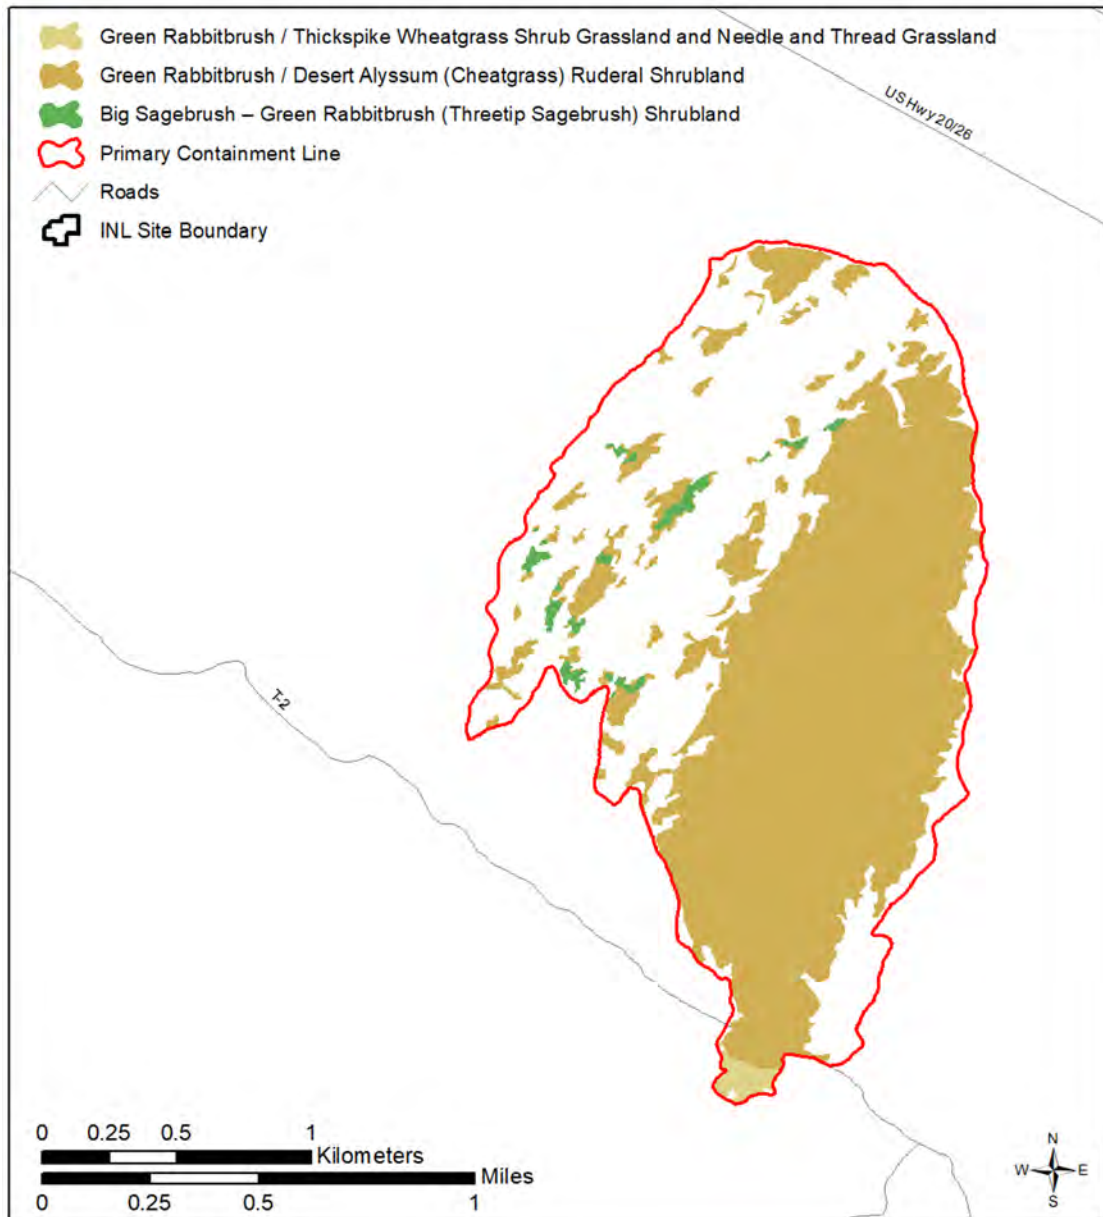 Green Rabbitbrush / Thickspike Wheatgrass Shrub Grassland and Needle and Thread Grassland
Green Rabbitbrush / Desert Alyssum (Cheatgrass) Ruderal Shrubland
Big Sagebrush – Green Rabbitbrush (Threetip Sagebrush) Shrubland
Primary Containment Line
Roads
INL Site Boundary
US Hwy 20/26
T-2
0 0.25 0.5 1
Kilometers
Miles
0 0.25 0.5 1
N
W E
S